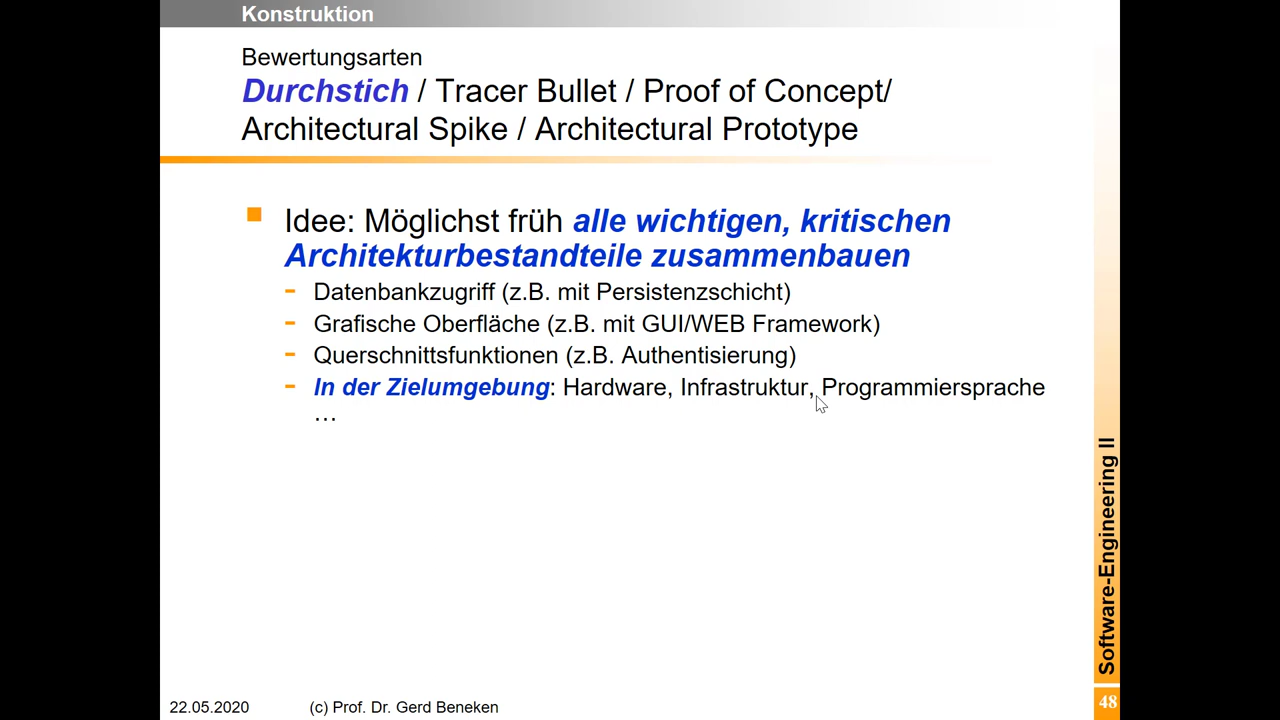 Konstruktion
Bewertungsarten
Durchstich / Tracer Bullet / Proof of Concept/
Architectural Spike / Architectural Prototype
Idee: Möglichst früh alle wichtigen, kritischen
Architekturbestandteile zusammenbauen
- Datenbankzugriff (z.B. mit Persistenzschicht)
- Grafische Oberfläche (z.B. mit GUI/WEB Framework)
- Querschnittsfunktionen (z.B. Authentisierung)
- In der Zielumgebung: Hardware, Infrastruktur, Programmiersprache
…
Software-Engineering II
22.05.2020 (c) Prof. Dr. Gerd Beneken
48